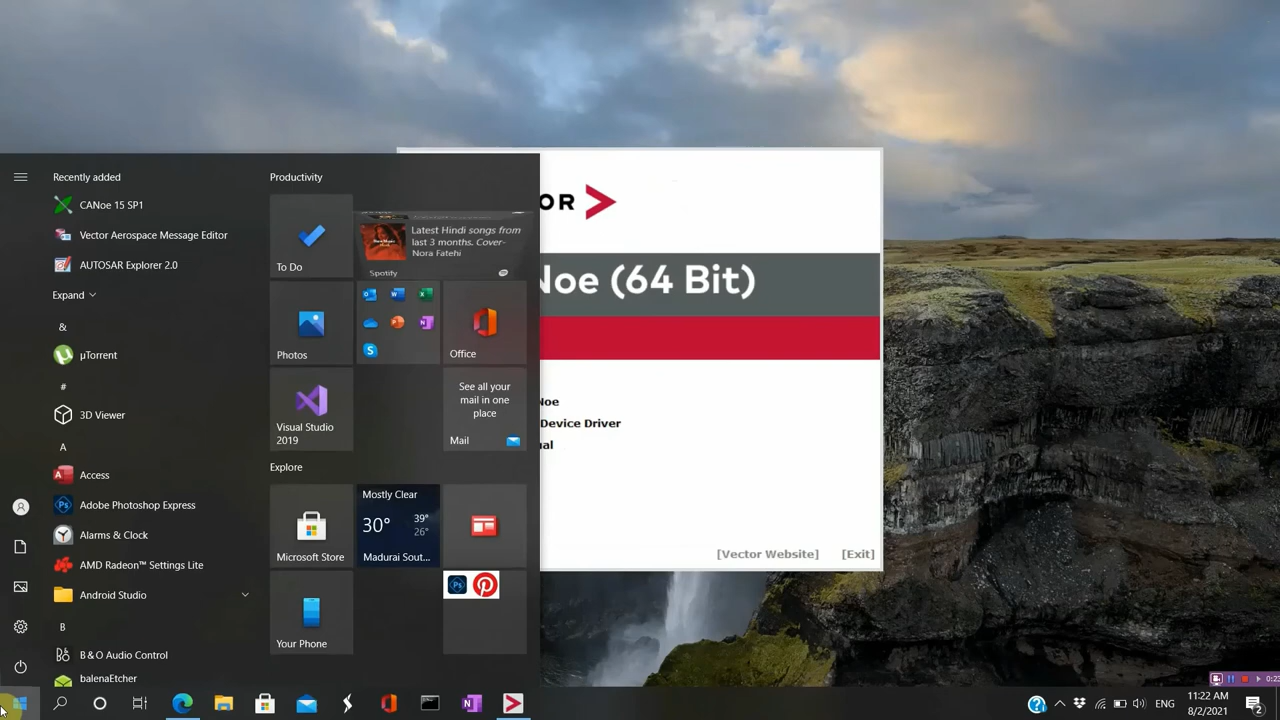 Recently added
CANoe 15 SP1
Vector Aerospace Message Editor
AUTOSAR Explorer 2.0
Expand
&
µTorrent
#
3D Viewer
A
Access
Adobe Photoshop Express
Alarms & Clock
AMD Radeon™ Settings Lite
Android Studio
B
B&O Audio Control
balenaEtcher
Productivity
To Do
Latest Hindi songs from
last 3 months. Cover-
Nora Fatehi
Spotify
Photos
Office
Visual Studio
2019
See all your
mail in one
place
Mail
Explore
Microsoft Store
Mostly Clear
30°
39°
26°
Madurai Sout...
Your Phone
OR
Noe (64 Bit)
Noe
Device Driver
ual
[Vector Website]
[Exit]
0:23
ENG
11:22 AM
8/2/2021
2